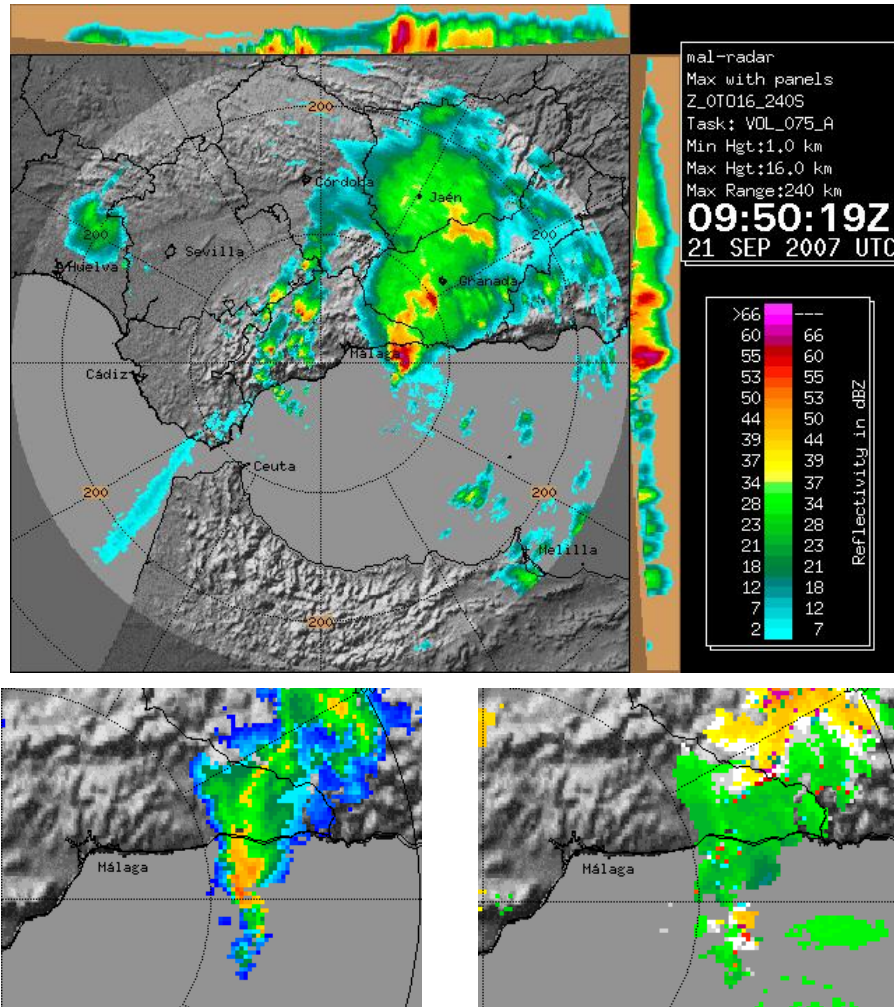 mal-radar
Max with panels
Z_0TO16_240S
Task: VOL_075_A
Min Hgt:1.0 km
Max Hgt:16.0 km
Max Range:240 km
09:50:19Z
21 SEP 2007 UTC
200
Córdoba
Jaén
200
Sevilla
200
Huelva
Granada
Málaga
Cádiz
Ceuta
200
200
Melilla
200
>66 ---
60 66
55 60
53 55
50 53
44 50
39 44
37 39
34 37
28 34
23 28
21 23
18 21
12 18
7 12
2 7
Reflectivity in dBZ
Málaga
Málaga